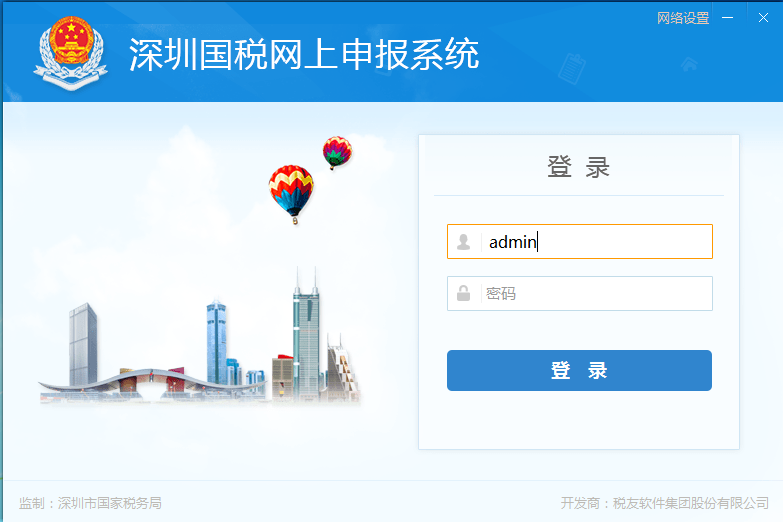 网络设置
深圳国税网上申报系统
登 录
admin
密码
登 录
监制：深圳市国家税务局
开发商：税友软件集团股份有限公司